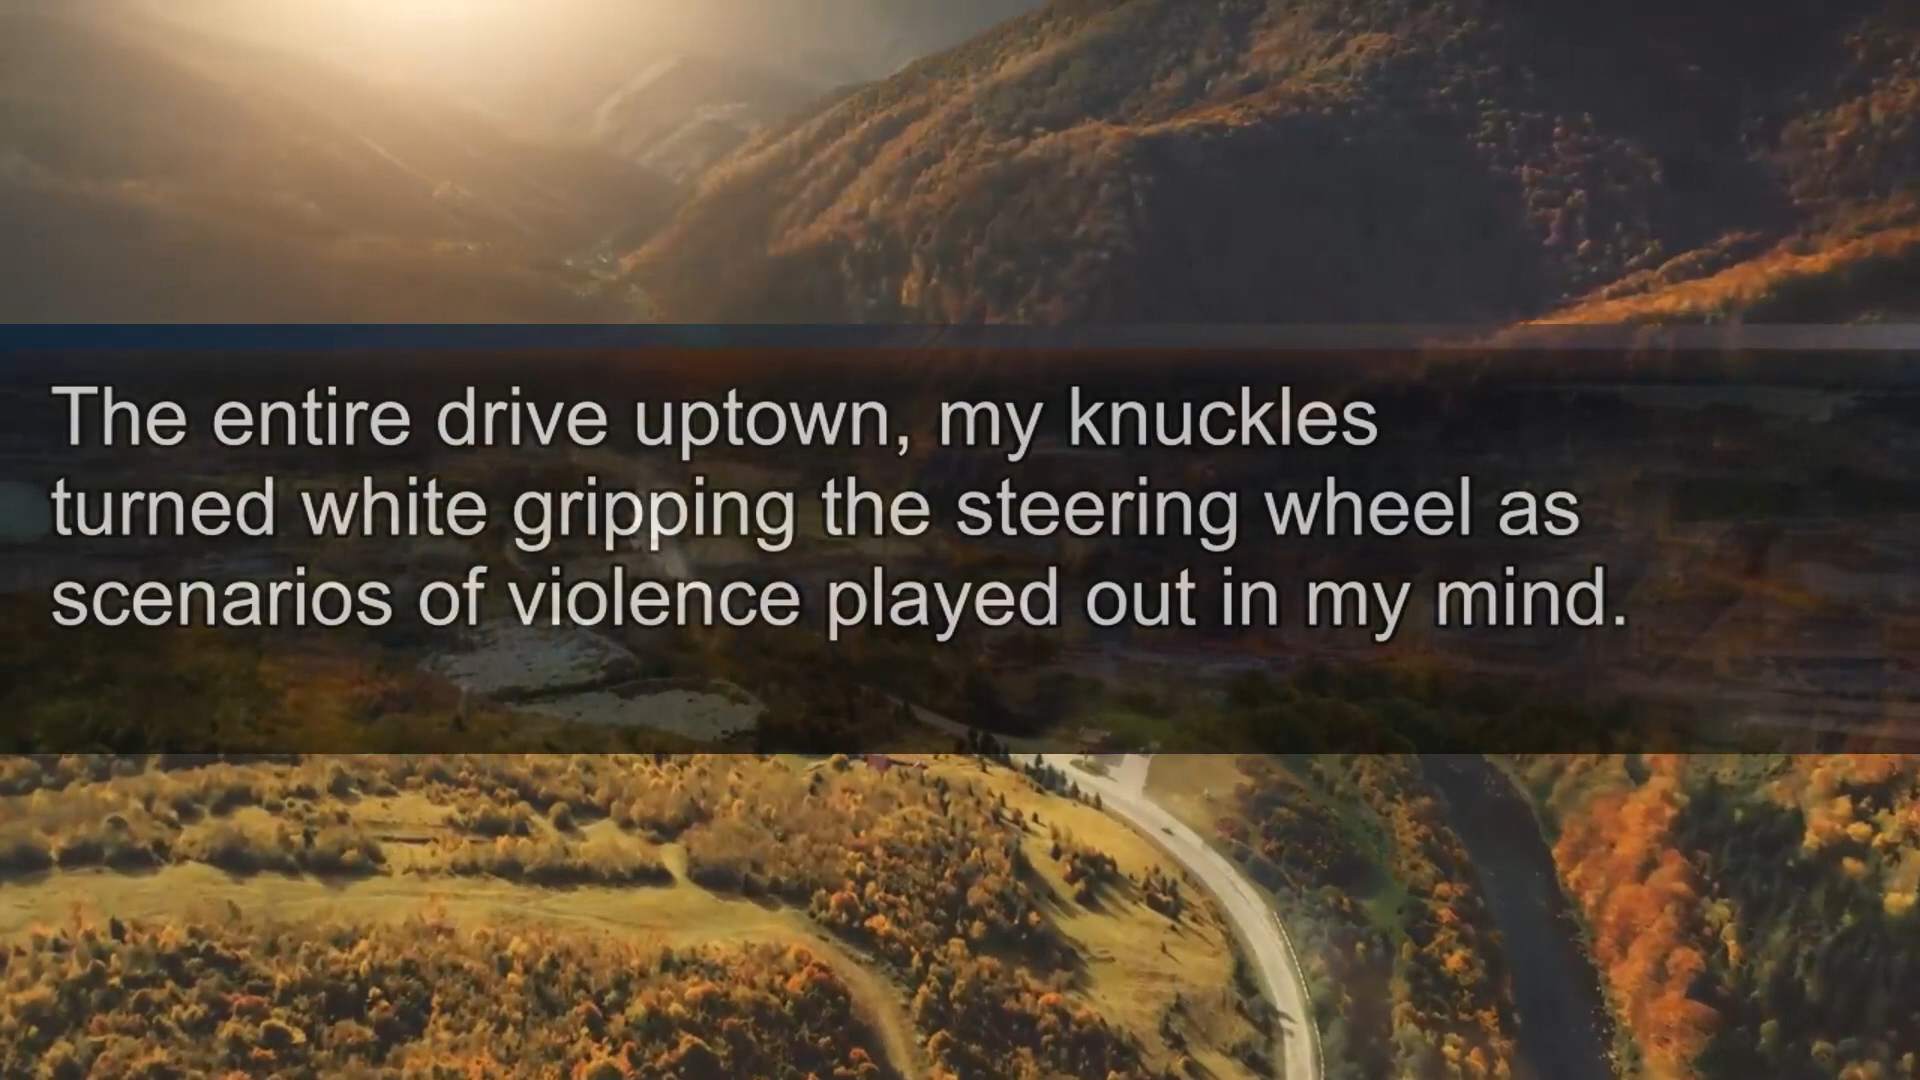 The entire drive uptown, my knuckles
turned white gripping the steering wheel as
scenarios of violence played out in my mind.